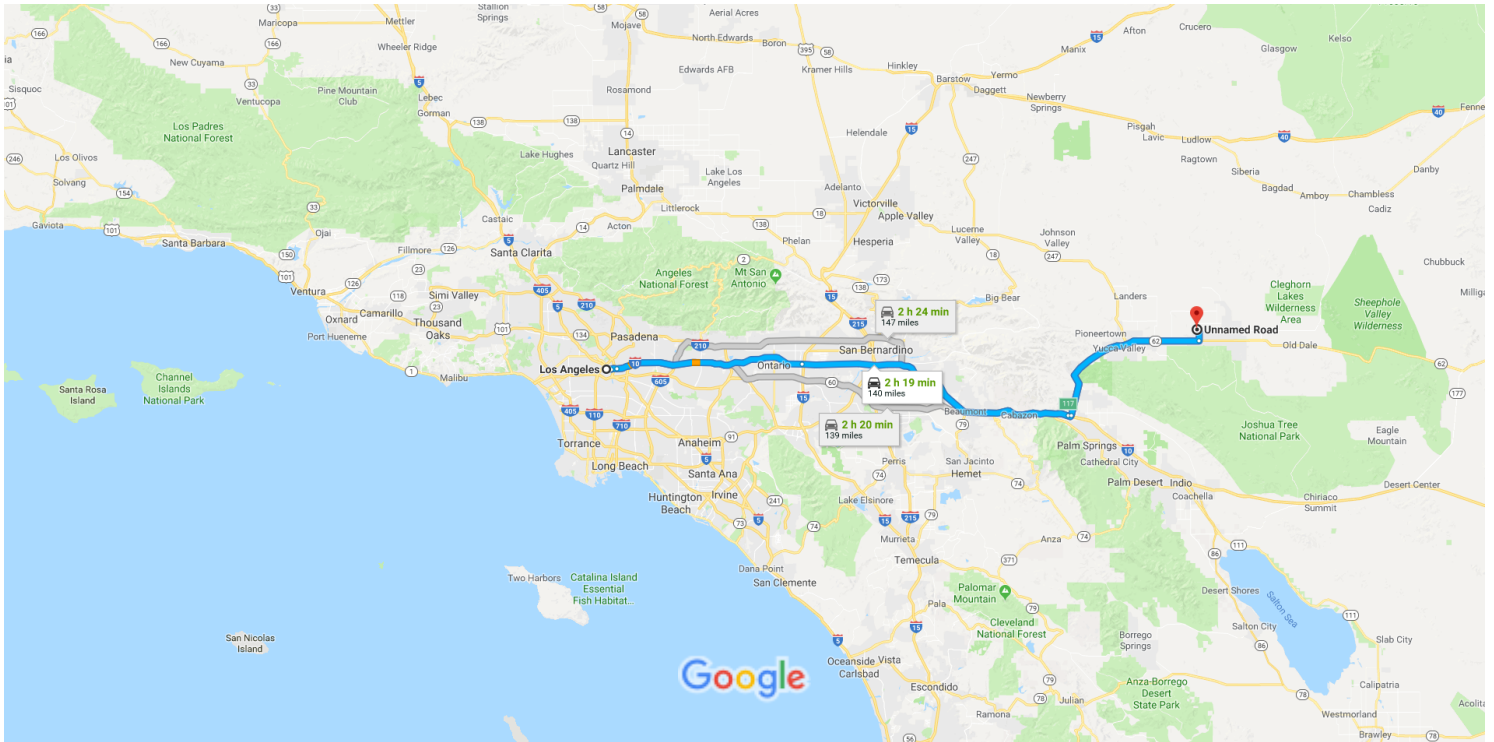 Stallion
Springs
Aerial Acres
Maricopa
Mettler
Mojave
Afton
Crucero
Kelso
New Cuyama
Wheeler Ridge
North Edwards
Boron
Manix
Glasgow
Edwards AFB
Kramer Hills
Hinkley
Barstow
Yermo
Daggett
Sisquoc
Ventucopa
Pine Mountain
Club
Lebec
Gorman
Rosamond
Newberry
Springs
Los Padres
National Forest
Helendale
Pisgah
Lavic
Ludlow
Los Olivos
Lake Hughes
Lancaster
Quartz Hill
Lake Los
Angeles
Ragtown
Siberia
Danby
Solvang
Palmdale
Adelanto
Victorville
Apple Valley
Bagdad
Amboy
Chambless
Cadiz
Gaviota
Santa Barbara
Ojai
Castaic
Acton
Littlerock
Phelan
Hesperia
Lucerne
Valley
Johnson
Valley
Fillmore
Santa Clarita
Angeles
National Forest
Mt San
Antonio
Chubbuck
Ventura
Oxnard
Camarillo
Simi Valley
Thousand
Oaks
Port Hueneme
Big Bear
Landers
Cleghorn
Lakes
Wilderness
Area
Sheephole
Valley
Wilderness
2 h 24 min
147 miles
Pasadena
San Bernardino
Pioneertown
Yucca Valley
Unnamed Road
Old Dale
Los Angeles
Ontario
Malibu
2 h 19 min
140 miles
Santa Rosa
Island
Channel
Islands
National Park
2 h 20 min
139 miles
Beaumont
Cabazon
117
Joshua Tree
National Park
Eagle
Mountain
Torrance
Anaheim
Long Beach
Santa Ana
Perris
San Jacinto
Hemet
Palm Springs
Cathedral City
Palm Desert
Indio
Coachella
Desert Center
Chiriaco
Summit
Huntington
Beach
Irvine
Lake Elsinore
Murrieta
Anza
Temecula
Dana Point
San Clemente
Two Harbors
Catalina Island
Essential
Fish Habitat...
Palomar
Mountain
Pala
Cleveland
National Forest
Desert Shores
Salton Sea
Salton City
Slab City
San Nicolas
Island
Borrego
Springs
Oceanside
Vista
Carlsbad
Google
Escondido
Anza-Borrego
Desert
State Park
Calipatria
Julian
Ramona
Westmorland
Brawley